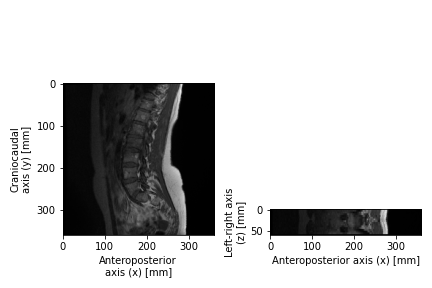 0
100
200
300
Craniocaudal
axis (y) [mm]
0 100 200 300
Anteroposterior
axis (x) [mm]
0
50
Left-right axis
(z) [mm]
0 100 200 300
Anteroposterior axis (x) [mm]